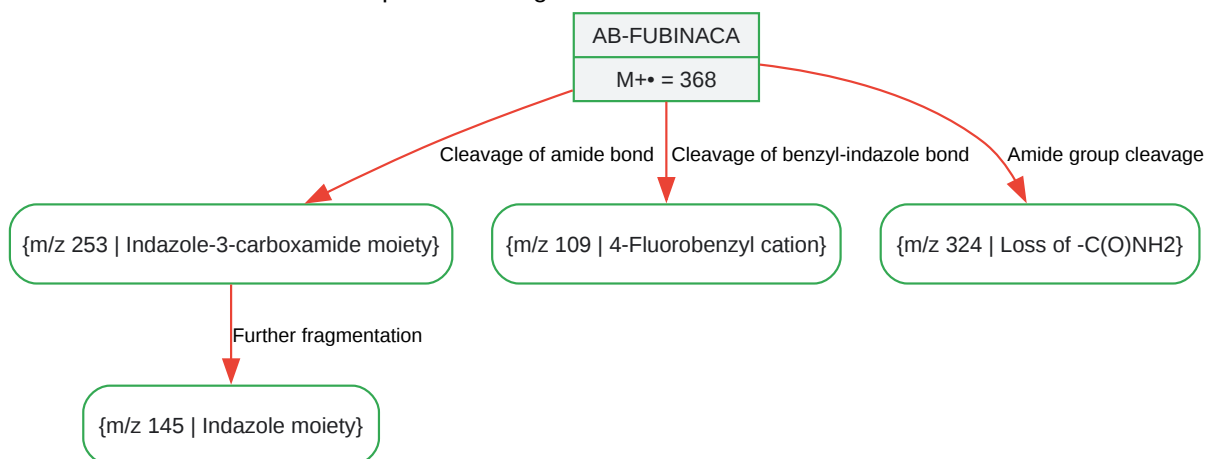 AB-FUBINACA
M+• = 368
Cleavage of amide bond
Cleavage of benzyl-indazole bond
Amide group cleavage
{m/z 253 | Indazole-3-carboxamide moiety}
{m/z 109 | 4-Fluorobenzyl cation}
{m/z 324 | Loss of -C(O)NH2}
Further fragmentation
{m/z 145 | Indazole moiety}